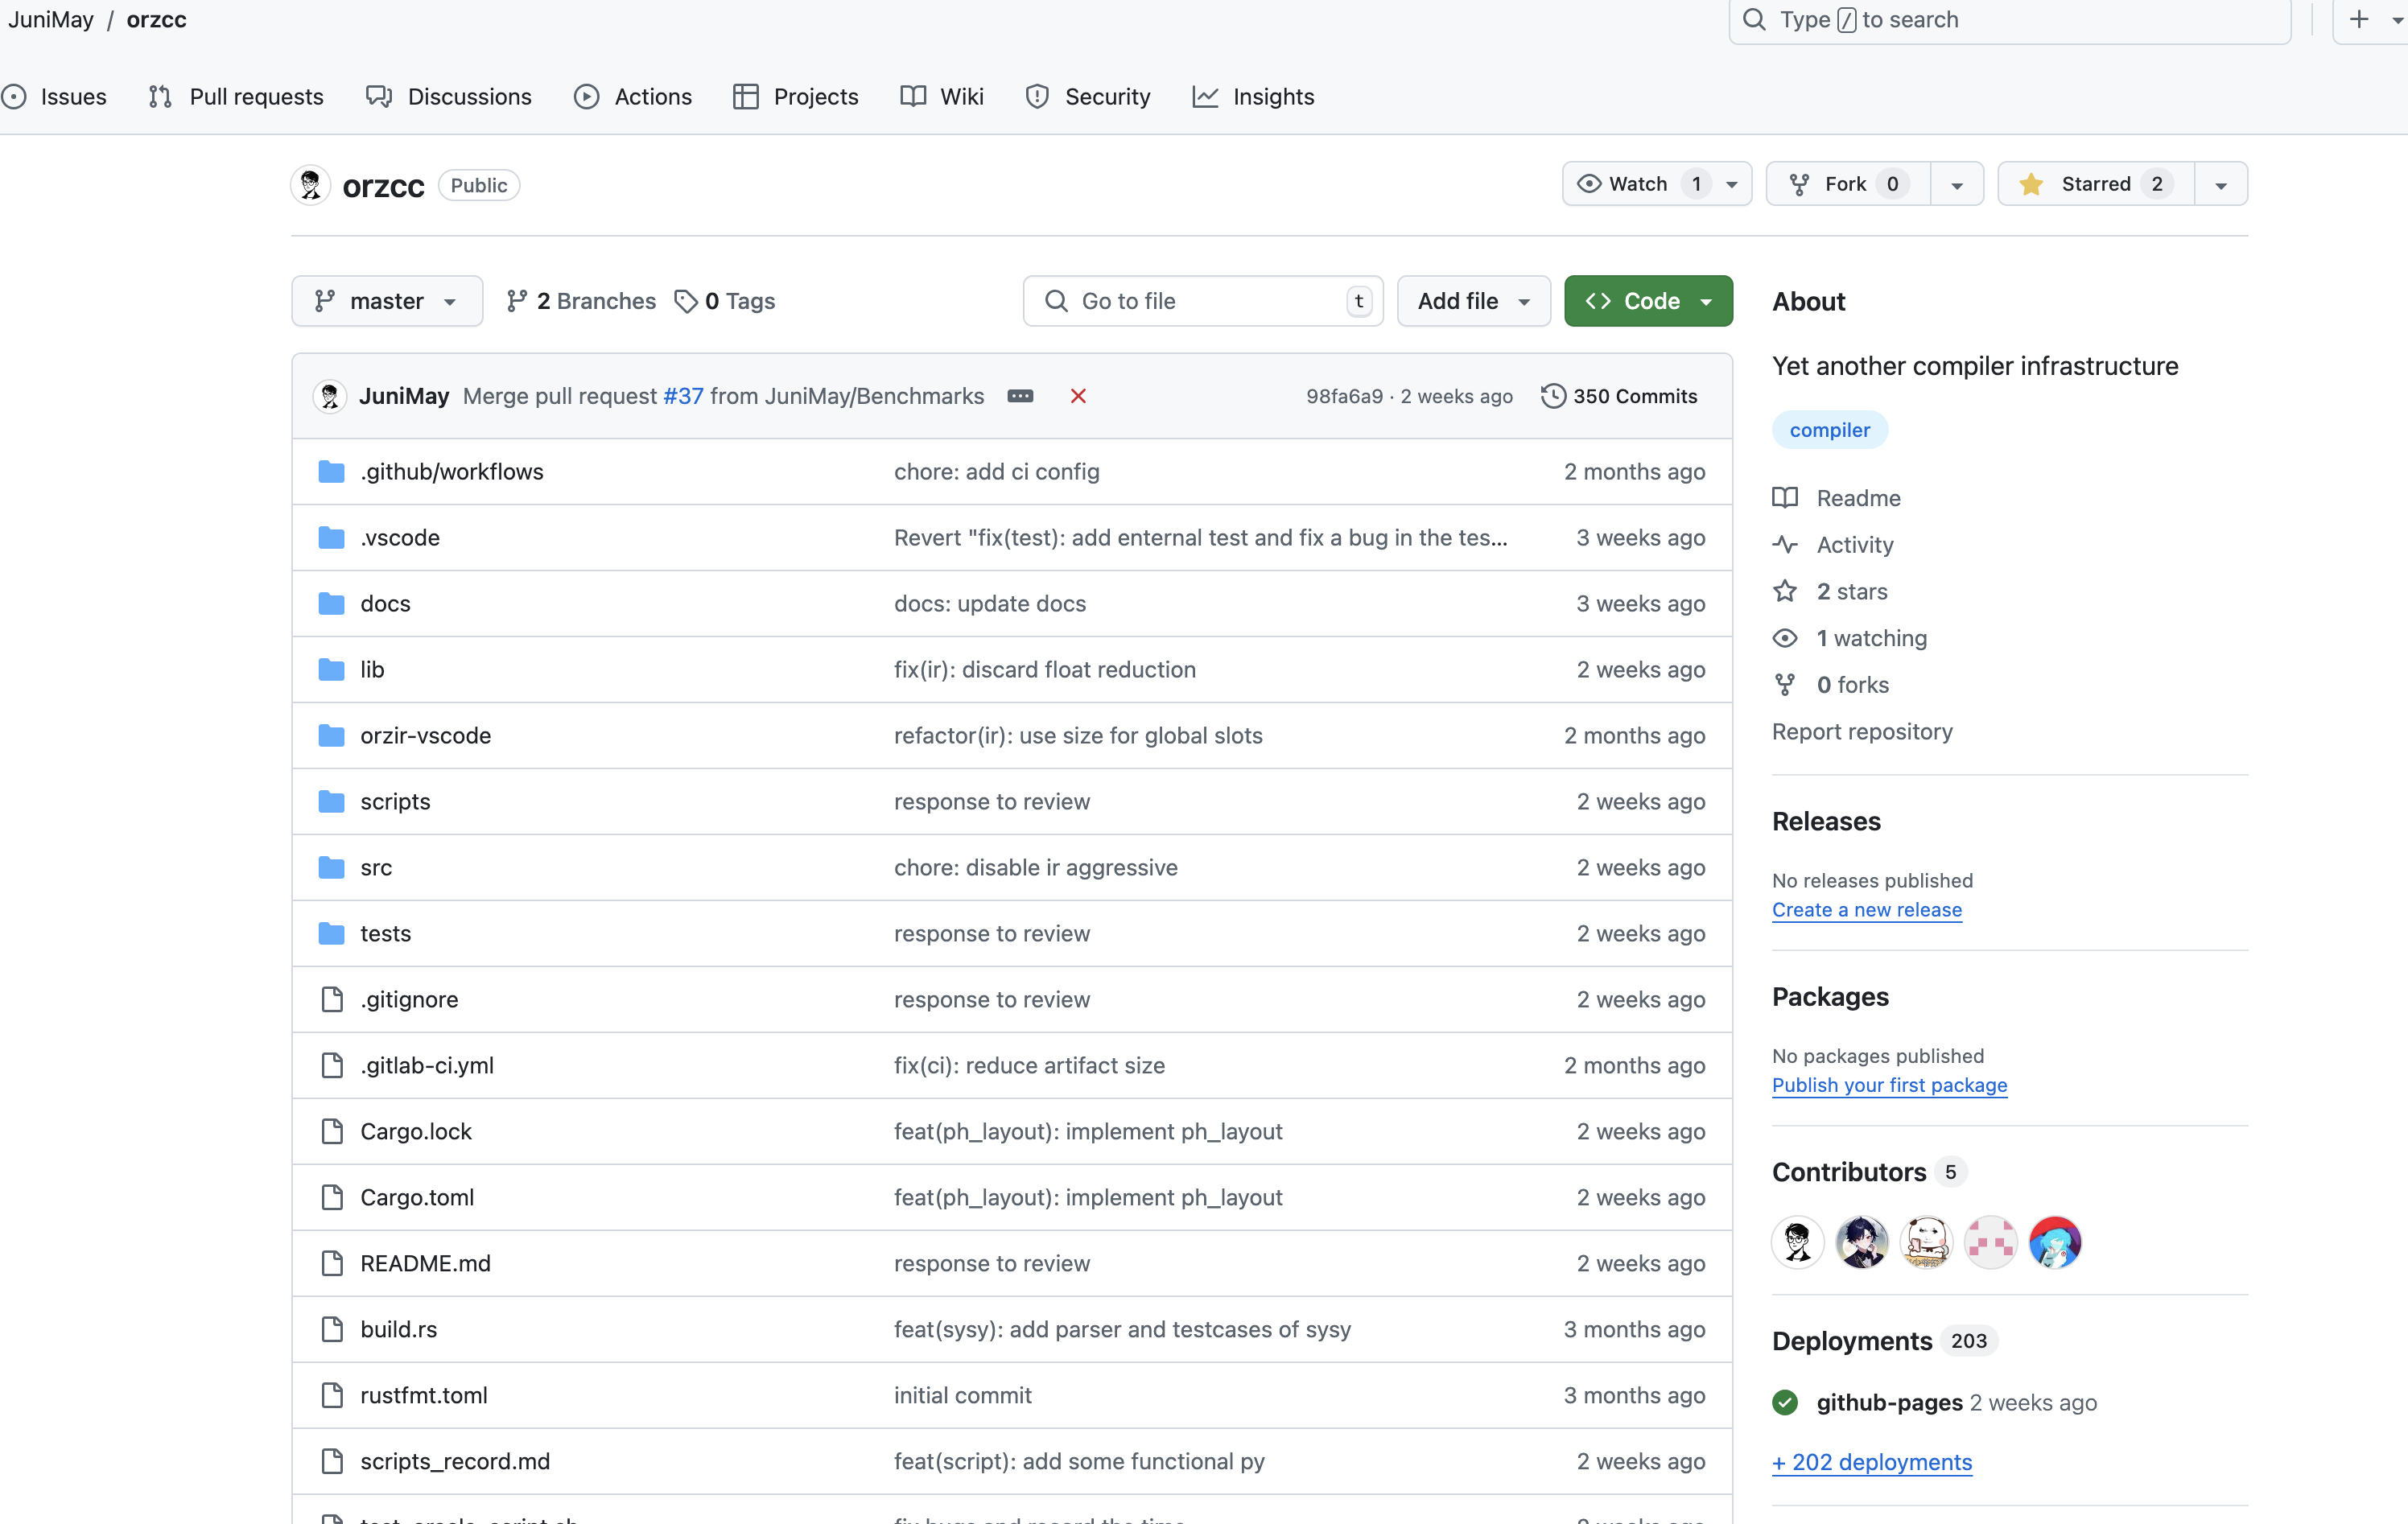 JuniMay / orzcc
Type / to search
Issues Pull requests Discussions Actions Projects Wiki Security Insights
orzcc Public
Watch 1 Fork 0 Starred 2
master 2 Branches 0 Tags
Go to file t Add file Code
JuniMay Merge pull request #37 from JuniMay/Benchmarks 98fa6a9 · 2 weeks ago 350 Commits
.github/workflows chore: add ci config 2 months ago
.vscode Revert "fix(test): add enternal test and fix a bug in the tes... 3 weeks ago
docs docs: update docs 3 weeks ago
lib fix(ir): discard float reduction 2 weeks ago
orzir-vscode refactor(ir): use size for global slots 2 months ago
scripts response to review 2 weeks ago
src chore: disable ir aggressive 2 weeks ago
tests response to review 2 weeks ago
.gitignore response to review 2 weeks ago
.gitlab-ci.yml fix(ci): reduce artifact size 2 months ago
Cargo.lock feat(ph_layout): implement ph_layout 2 weeks ago
Cargo.toml feat(ph_layout): implement ph_layout 2 weeks ago
README.md response to review 2 weeks ago
build.rs feat(sysy): add parser and testcases of sysy 3 months ago
rustfmt.toml initial commit 3 months ago
scripts_record.md feat(script): add some functional py 2 weeks ago
About
Yet another compiler infrastructure
compiler
Readme
Activity
2 stars
1 watching
0 forks
Report repository
Releases
No releases published
Create a new release
Packages
No packages published
Publish your first package
Contributors 5
Deployments 203
github-pages 2 weeks ago
+ 202 deployments